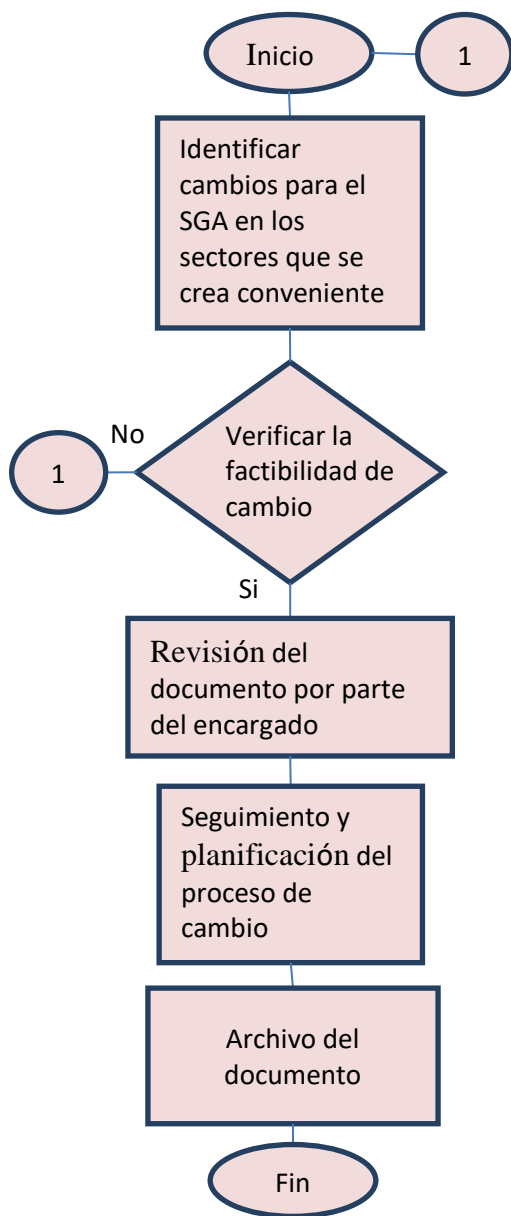 Inicio
1
Identificar
cambios para el
SGA en los
sectores que se
crea conveniente
No
1
Verificar la
factibilidad de
cambio
Si
Revisión del
documento por parte
del encargado
Seguimiento y
planificación del
proceso de
cambio
Archivo del
documento
Fin